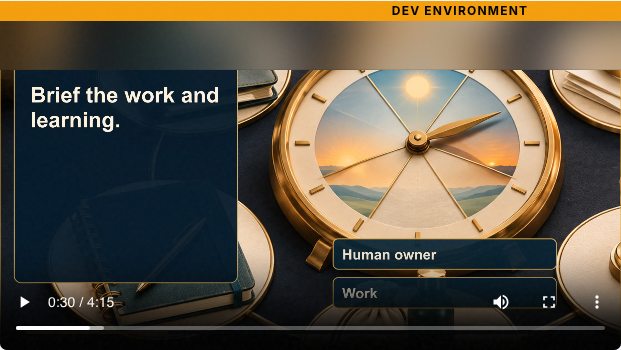 DEV ENVIRONMENT
Brief the work and
learning.
Human owner
Work
0:30 / 4:15